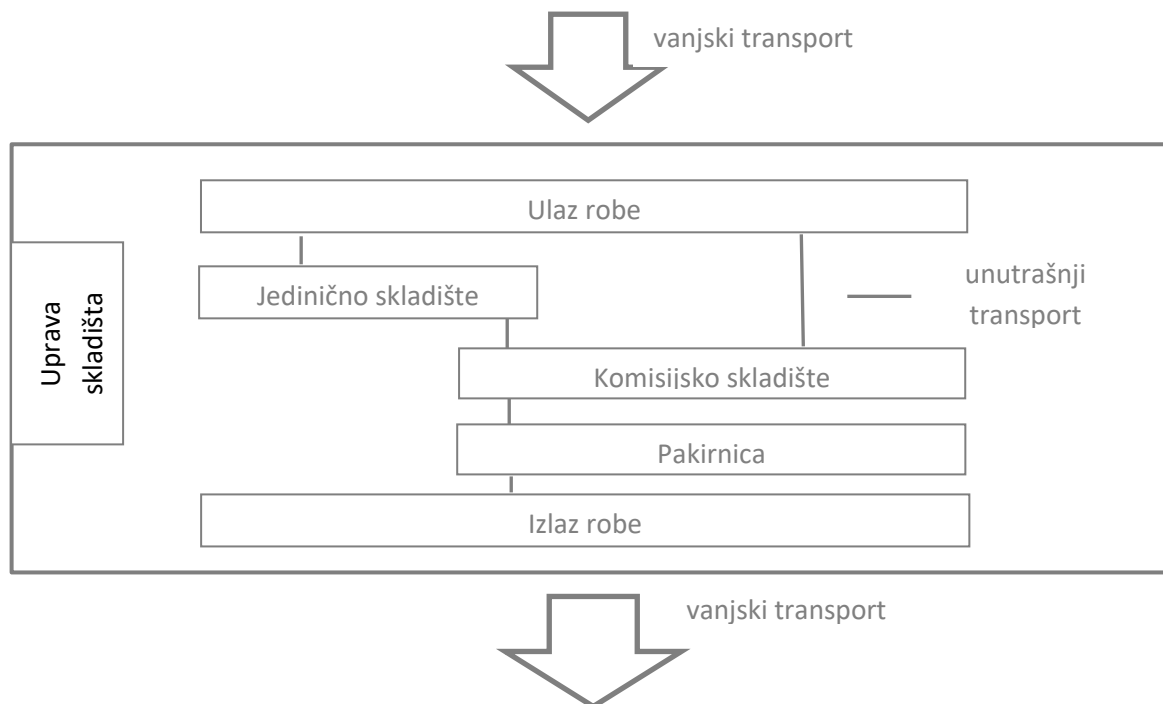 vanjski transport
Ulaz robe
Jedinično skladište
unutrašnji
transport
Uprava
skladišta
Komisijsko skladište
Pakirnica
Izlaz robe
vanjski transport